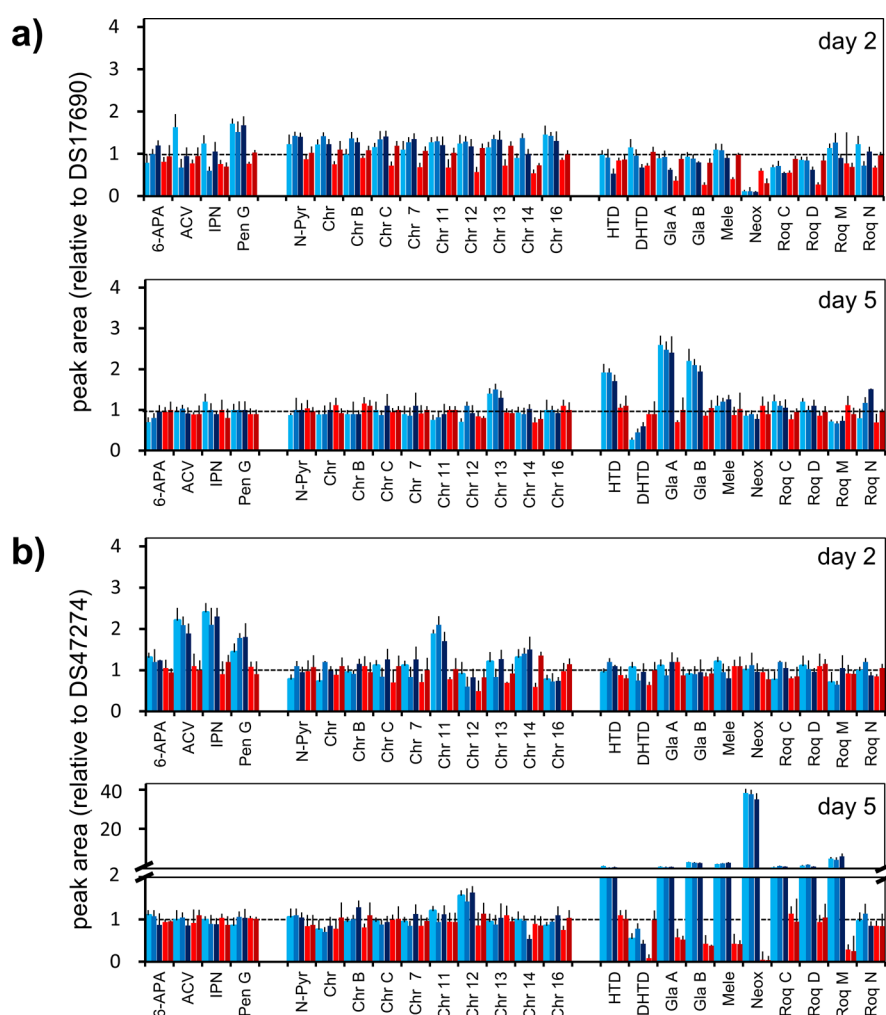 a)
peak area (relative to DS17690)
day 2
4
3
2
1
0
6-APA ACV IPN Pen G N-Pyr Chr Chr B Chr C Chr 7 Chr 11 Chr 12 Chr 13 Chr 14 Chr 16 HTD DHTD Gla A Gla B Mele Neox Roq C Roq D Roq M Roq N
day 5
4
3
2
1
0
6-APA ACV IPN Pen G N-Pyr Chr Chr B Chr C Chr 7 Chr 11 Chr 12 Chr 13 Chr 14 Chr 16 HTD DHTD Gla A Gla B Mele Neox Roq C Roq D Roq M Roq N
b)
peak area (relative to DS47274)
day 2
4
3
2
1
0
6-APA ACV IPN Pen G N-Pyr Chr Chr B Chr C Chr 7 Chr 11 Chr 12 Chr 13 Chr 14 Chr 16 HTD DHTD Gla A Gla B Mele Neox Roq C Roq D Roq M Roq N
day 5
40
20
2
1
0
6-APA ACV IPN Pen G N-Pyr Chr Chr B Chr C Chr 7 Chr 11 Chr 12 Chr 13 Chr 14 Chr 16 HTD DHTD Gla A Gla B Mele Neox Roq C Roq D Roq M Roq N